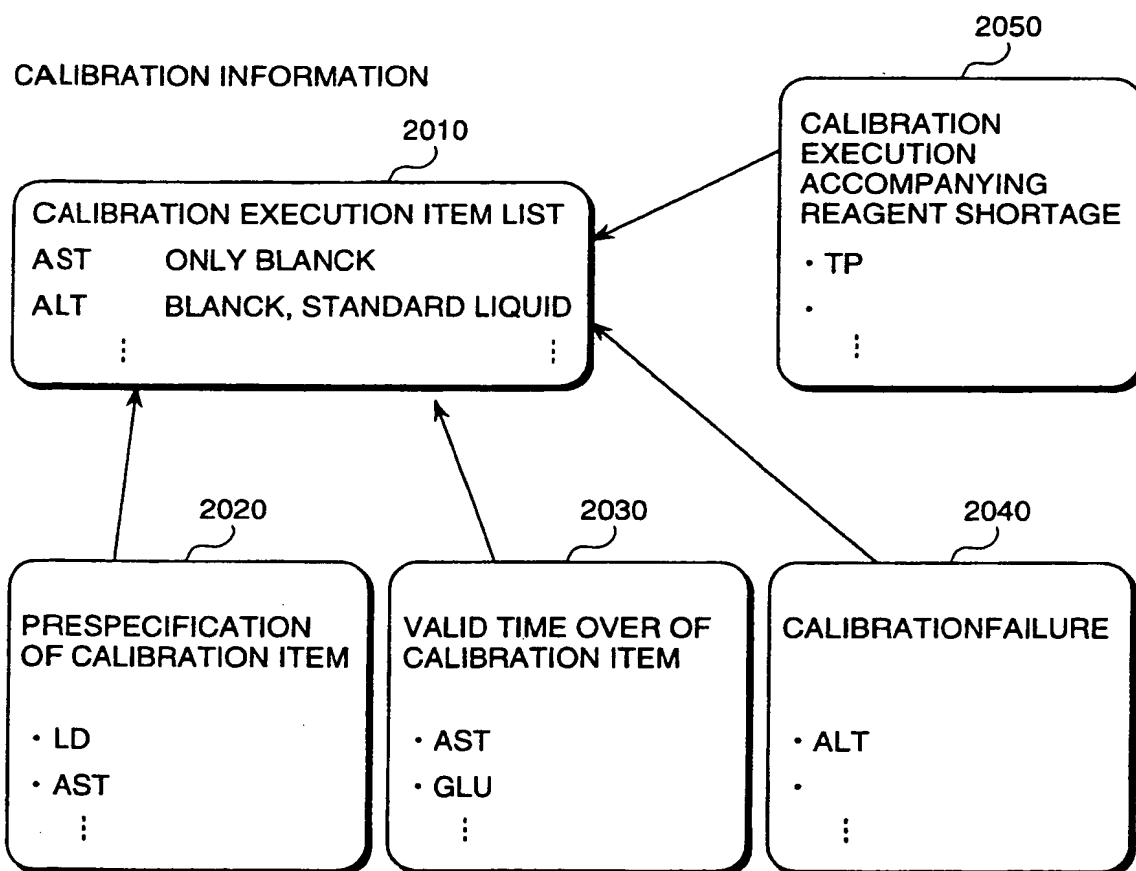 2050
CALIBRATION INFORMATION
2010
CALIBRATION EXECUTION ITEM LIST
AST ONLY BLANCK
ALT BLANCK, STANDARD LIQUID
CALIBRATION
EXECUTION
ACCOMPANYING
REAGENT SHORTAGE
· TP
·
2020
PRESPECIFICATION
OF CALIBRATION ITEM
· LD
· AST
2030
VALID TIME OVER OF
CALIBRATION ITEM
· AST
· GLU
2040
CALIBRATIONFAILURE
· ALT
·